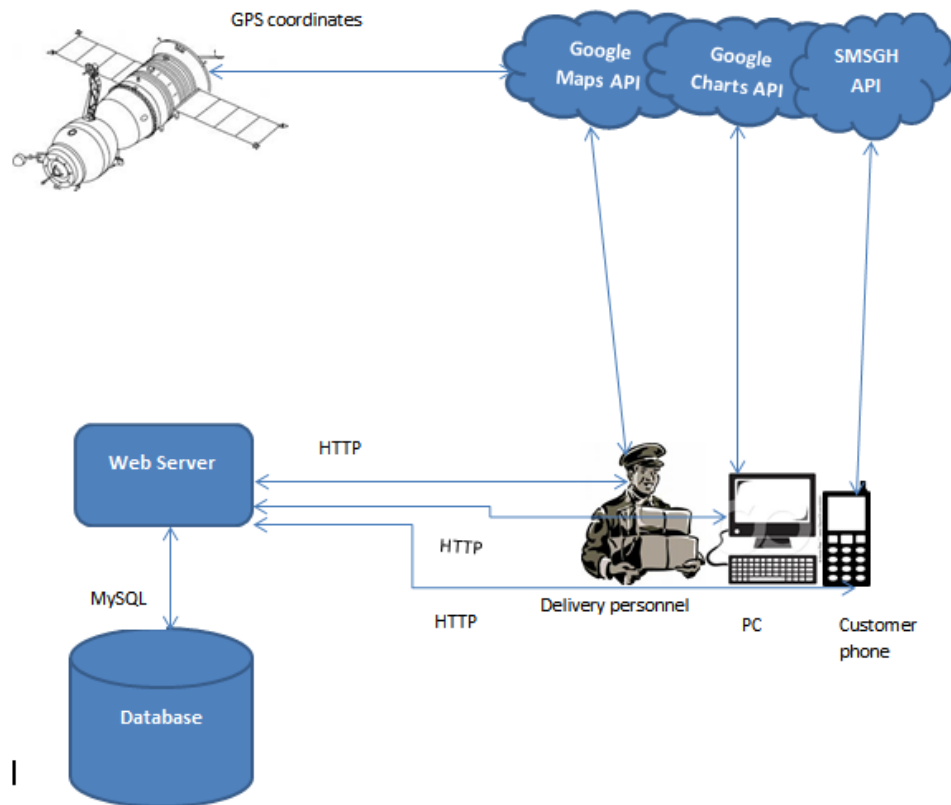 GPS coordinates
Google
Maps API
Google
Charts API
SMSGH
API
Web Server
HTTP
HTTP
HTTP
MySQL
Delivery personnel
PC
Customer
phone
Database